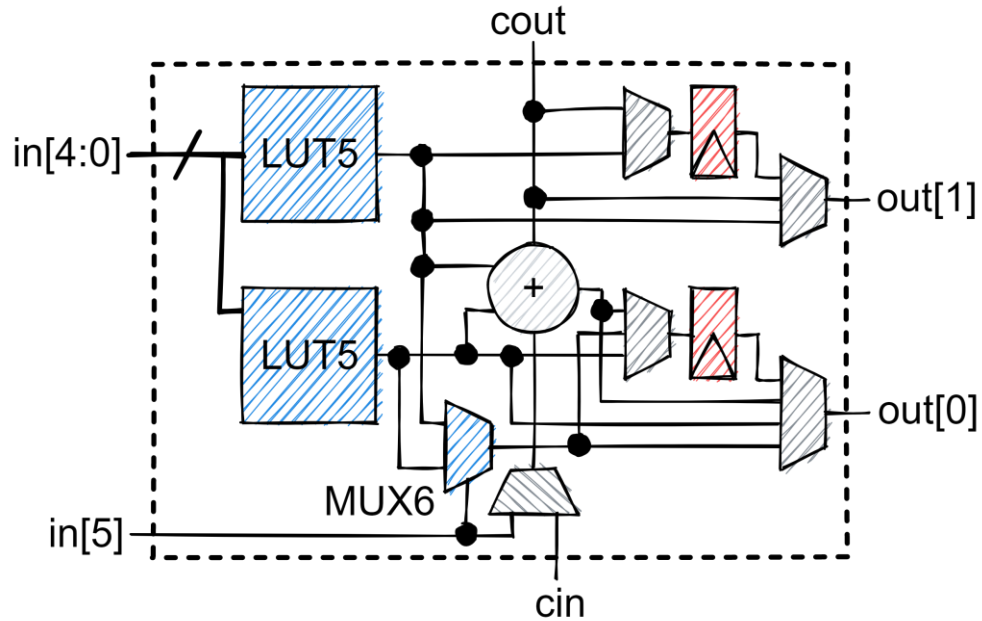 cout
in[4:0]
LUT5
out[1]
+
LUT5
out[0]
MUX6
in[5]
cin